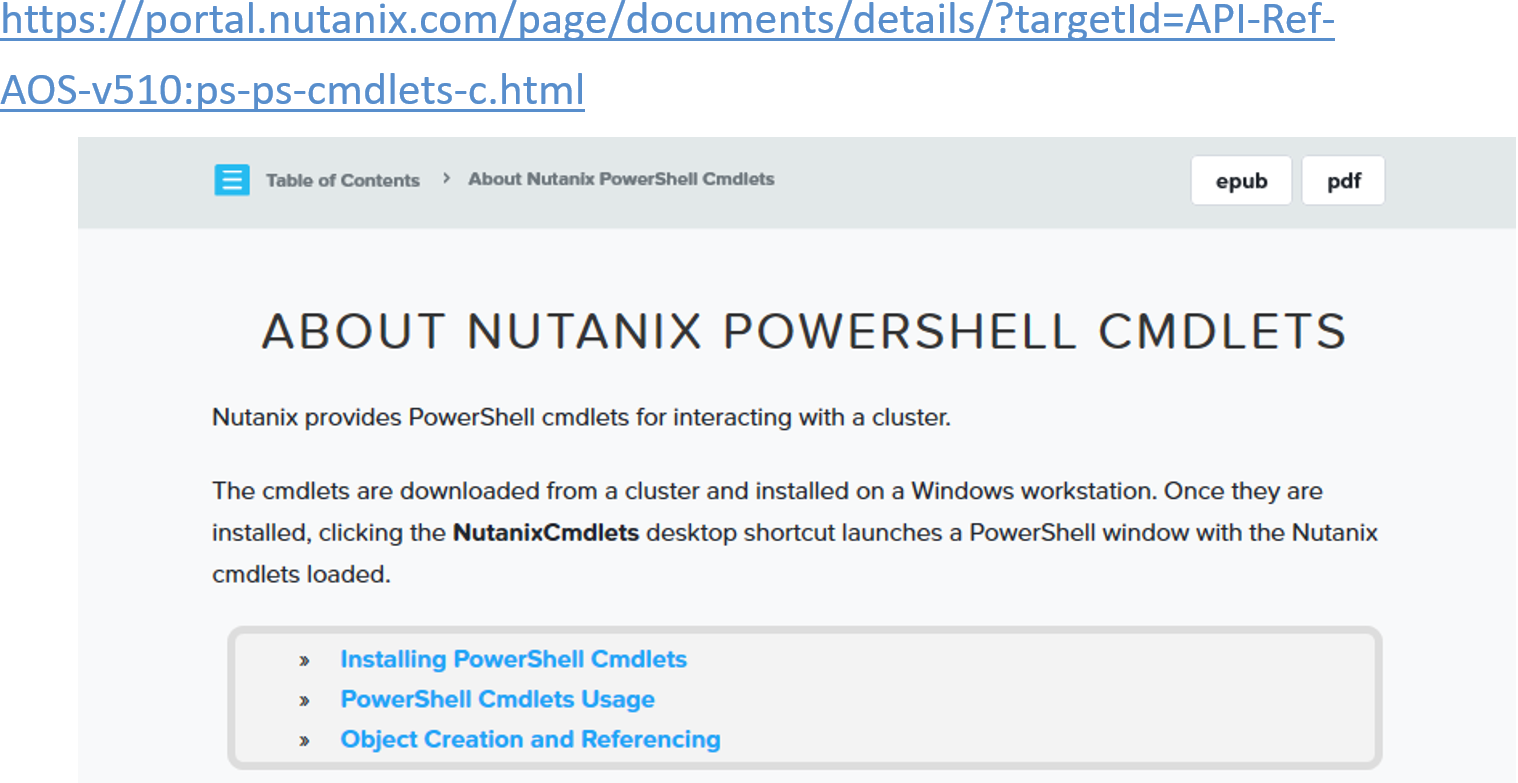 https://portal.nutanix.com/page/documents/details/?targetId=API-Ref-
AOS-v510:ps-ps-cmdlets-c.html
Table of Contents > About Nutanix PowerShell Cmdlets epub pdf
ABOUT NUTANIX POWERSHELL CMDLETS
Nutanix provides PowerShell cmdlets for interacting with a cluster.
The cmdlets are downloaded from a cluster and installed on a Windows workstation. Once they are
installed, clicking the NutanixCmdlets desktop shortcut launches a PowerShell window with the Nutanix
cmdlets loaded.
» Installing PowerShell Cmdlets
» PowerShell Cmdlets Usage
» Object Creation and Referencing